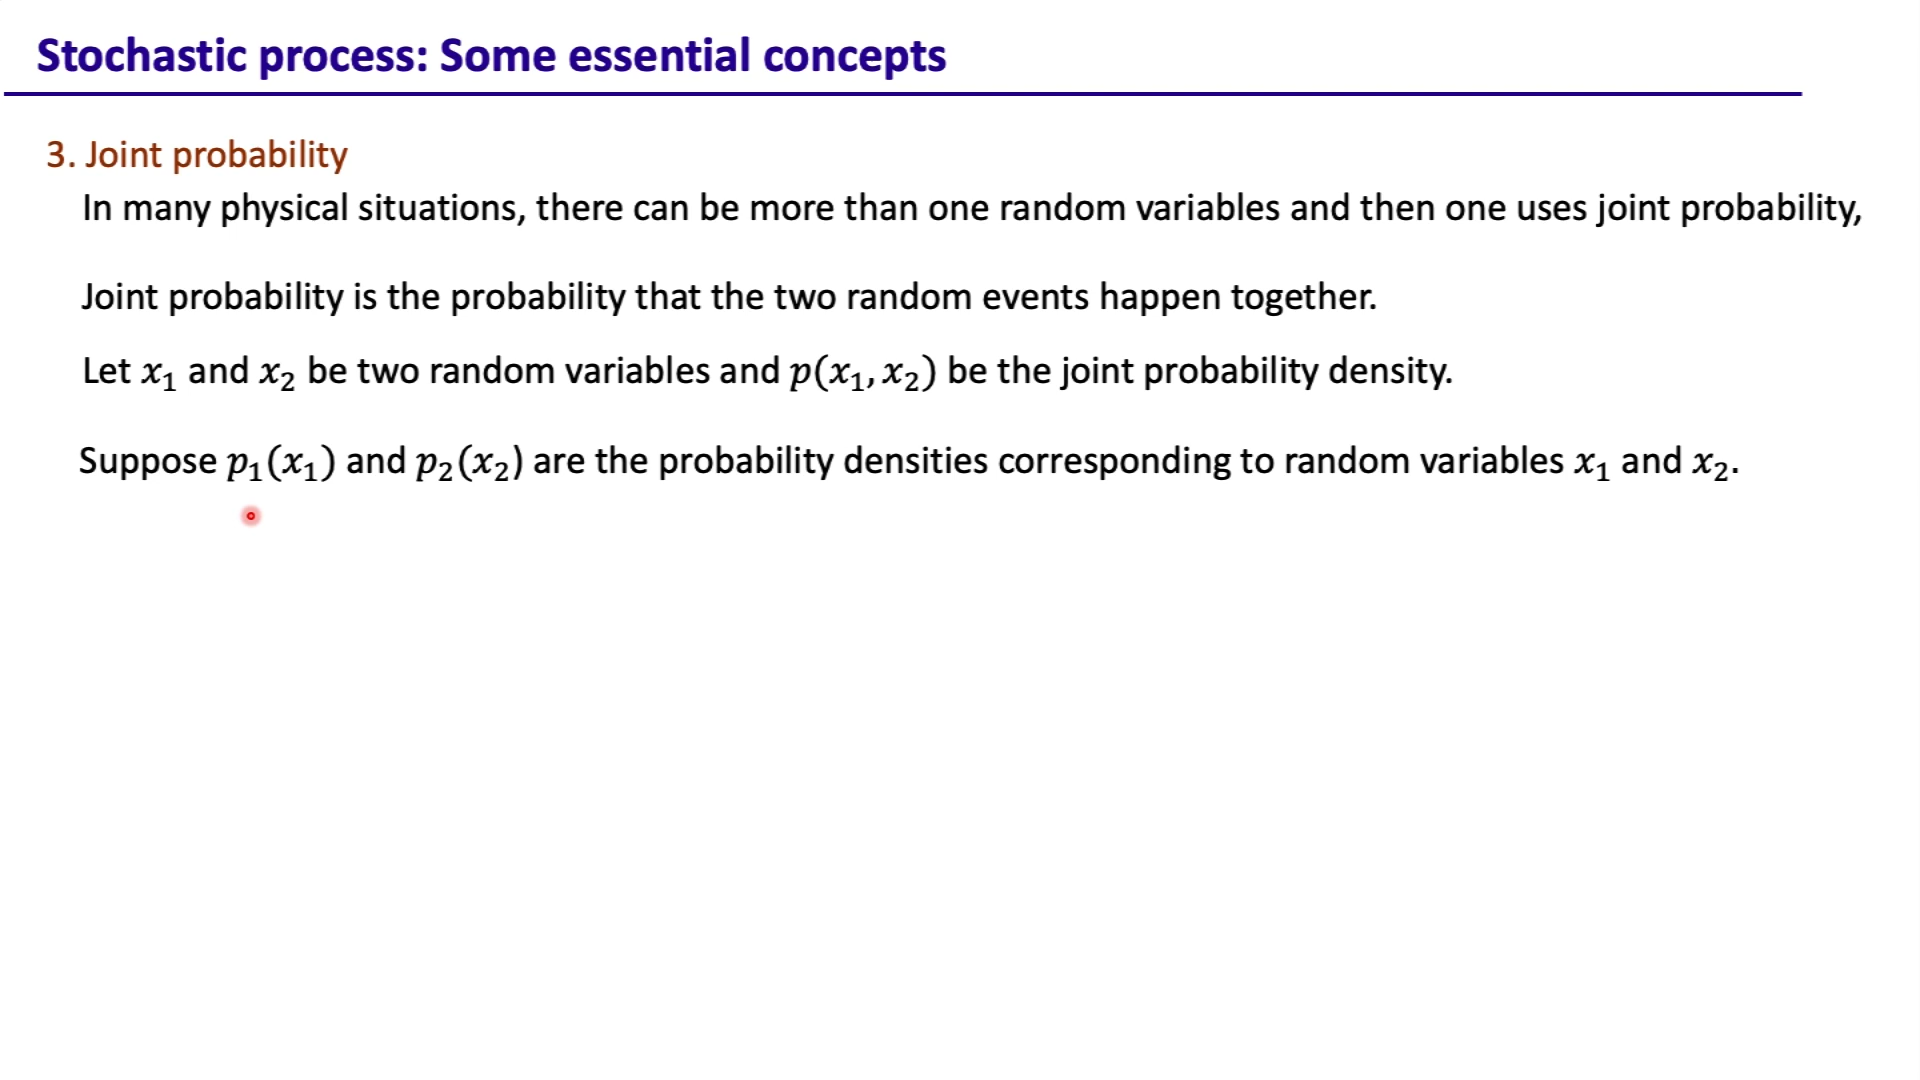 Stochastic process: Some essential concepts
3. Joint probability
In many physical situations, there can be more than one random variables and then one uses joint probability,
Joint probability is the probability that the two random events happen together.
Let x₁ and x₂ be two random variables and p(x₁, x₂) be the joint probability density.
Suppose p₁(x₁) and p₂(x₂) are the probability densities corresponding to random variables x₁ and x₂.